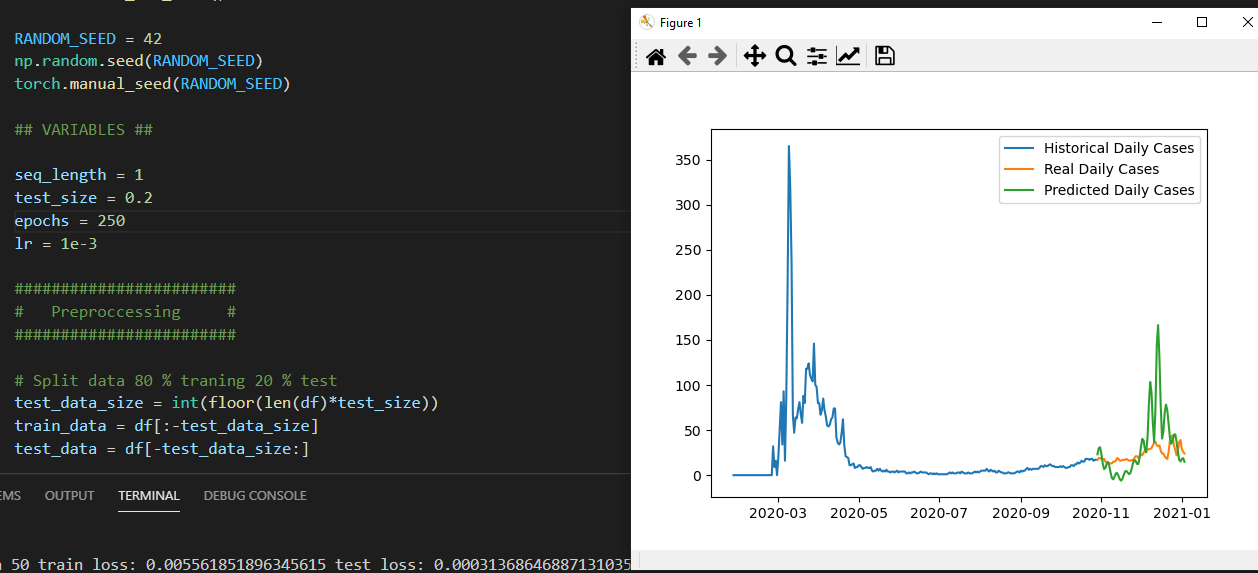 RANDOM_SEED = 42
np.random.seed(RANDOM_SEED)
torch.manual_seed(RANDOM_SEED)
## VARIABLES ##
seq_length = 1
test_size = 0.2
epochs = 250
lr = 1e-3
########################
#   Preproccessing     #
########################
# Split data 80 % traning 20 % test
test_data_size = int(floor(len(df)*test_size))
train_data = df[:-test_data_size]
test_data = df[-test_data_size:]
EMS OUTPUT TERMINAL DEBUG CONSOLE
50 train loss: 0.005561851896345615 test loss: 0.00031368646887131035
Figure 1
Historical Daily Cases
Real Daily Cases
Predicted Daily Cases
350
300
250
200
150
100
50
0
2020-03 2020-05 2020-07 2020-09 2020-11 2021-01